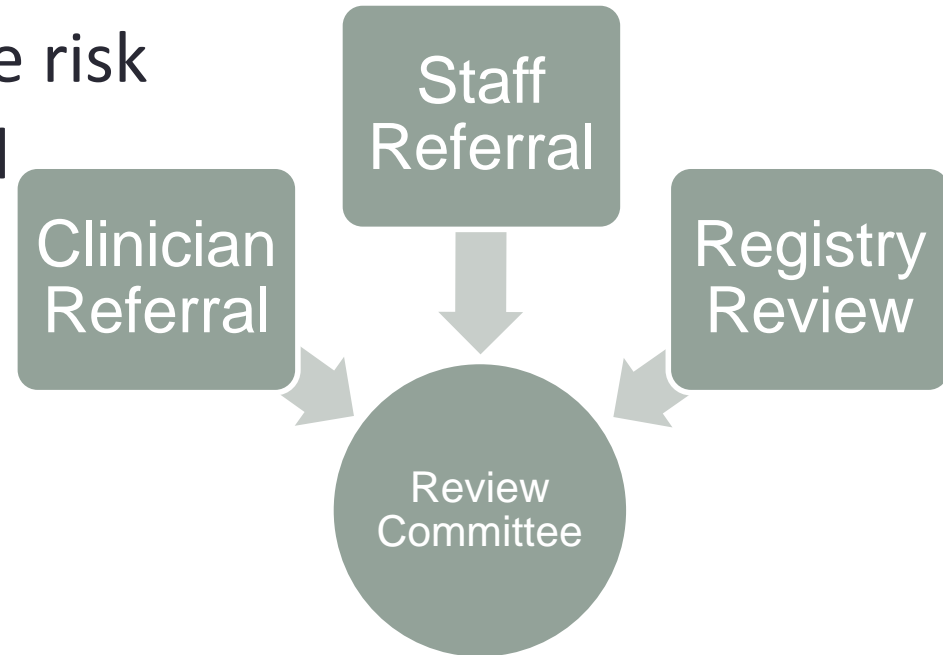 e risk
Staff
Referral
Clinician
Referral
Registry
Review
Review
Committee